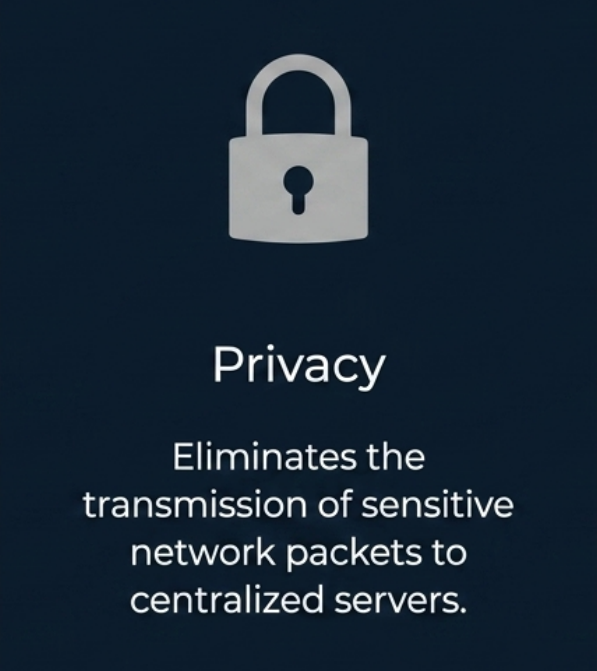 Privacy
Eliminates the
transmission of sensitive
network packets to
centralized servers.